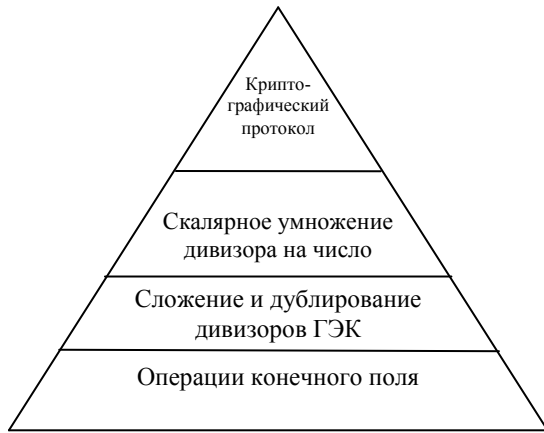 Крипто-
графический
протокол
Скалярное умножение
дивизора на число
Сложение и дублирование
дивизоров ГЭК
Операции конечного поля